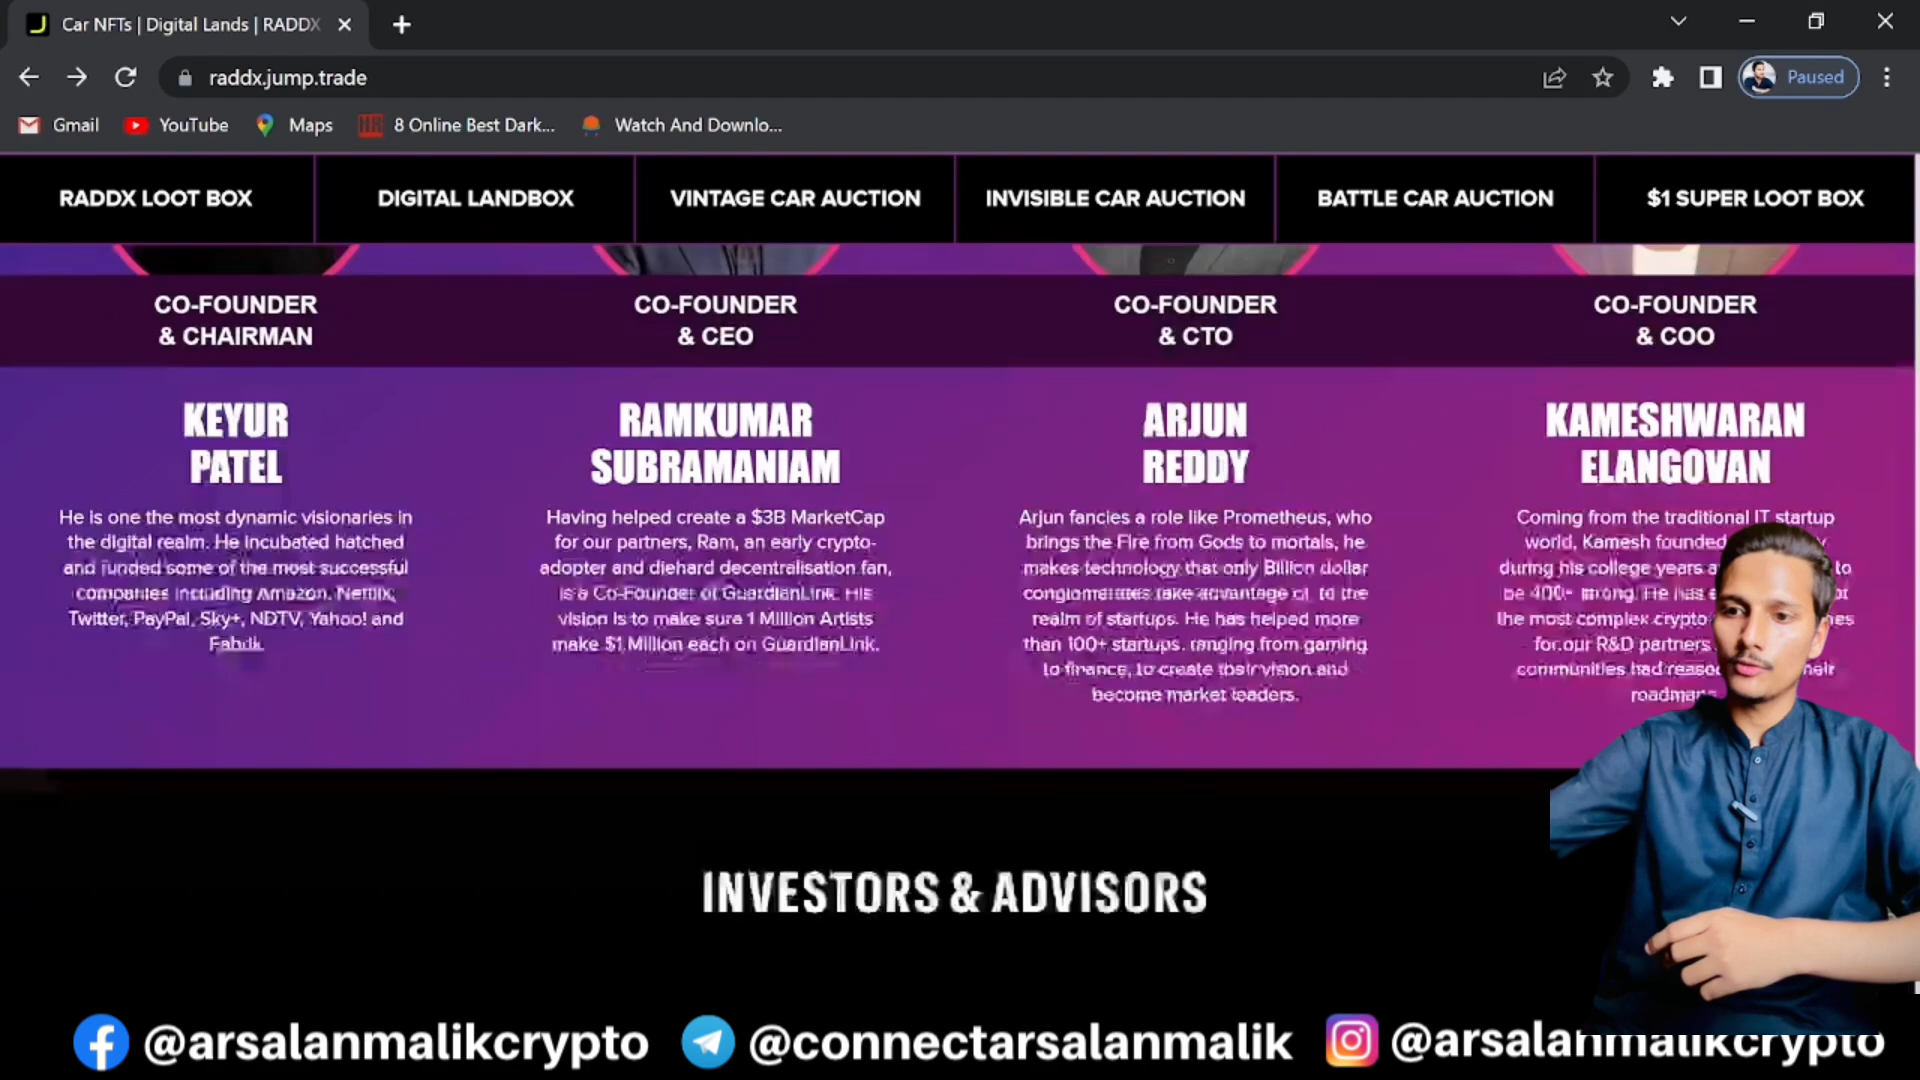 Car NFTs | Digital Lands | RADDX
raddx.jump.trade
Paused
Gmail
YouTube
Maps
8 Online Best Dark...
Watch And Downlo...
RADDX LOOT BOX
DIGITAL LANDBOX
VINTAGE CAR AUCTION
INVISIBLE CAR AUCTION
BATTLE CAR AUCTION
$1 SUPER LOOT BOX
CO-FOUNDER
& CHAIRMAN
KEYUR
PATEL
He is one the most dynamic visionaries in
the digital realm. He incubated hatched
and funded some of the most successful
companies including Amazon, Netflix,
Twitter, PayPal, Sky+, NDTV, Yahoo! and
CO-FOUNDER
& CEO
RAMKUMAR
SUBRAMANIAM
Having helped create a $3B MarketCap
for our partners, Ram, an early crypto-
adopter and diehard decentralisation fan,
is a Co-Founder of GuardianLink. His
vision is to make sure 1 Million Artists
make $1 Million each on GuardianLink.
CO-FOUNDER
& CTO
ARJUN
REDDY
Arjun fancies a role like Prometheus, who
brings the Fire from Gods to mortals, he
makes technology that only Billion dollar
conglomerates take advantage of, to the
realm of startups. He has helped more
than 100+ startups, ranging from gaming
to finance, to create their vision and
become market leaders.
CO-FOUNDER
& COO
KAMESHWARAN
ELANGOVAN
Coming from the traditional IT startup
world, Kamesh founded
during his college years to
be 400+ strong. He has
the most complex crypto
for our R&D partners
communities had
INVESTORS & ADVISORS
@arsalanmalikcrypto
@connectarsalanmalik
@arsalanmalikcrypto